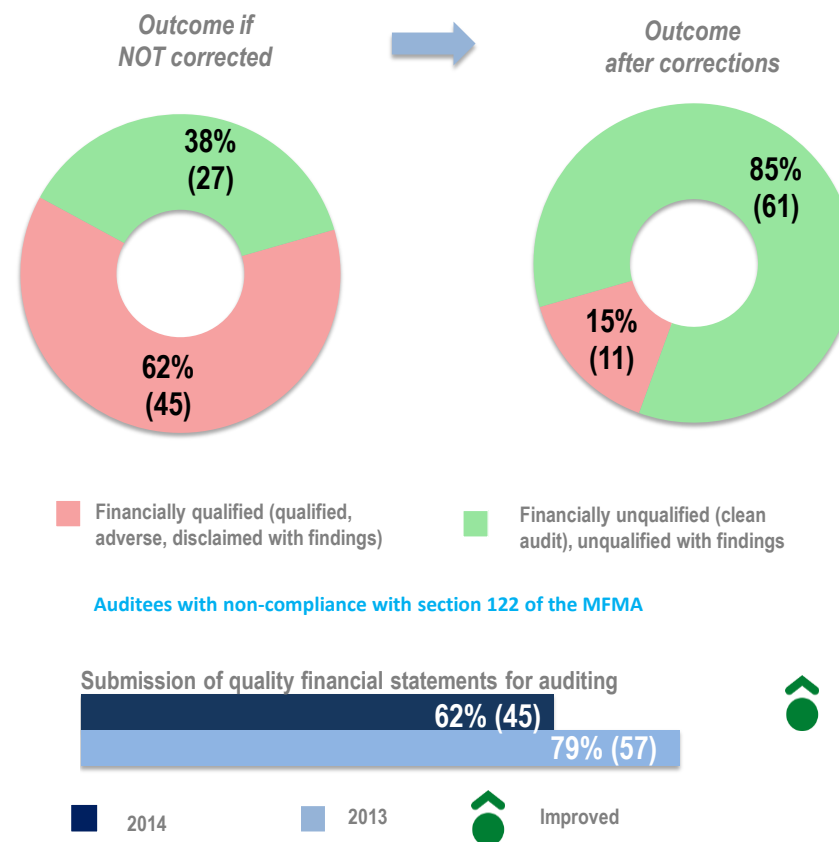 Outcome if
NOT corrected
Outcome
after corrections
38%
(27)
62%
(45)
85%
(61)
15%
(11)
Financially qualified (qualified,
adverse, disclaimed with findings)
Financially unqualified (clean
audit), unqualified with findings
Auditees with non-compliance with section 122 of the MFMA
Submission of quality financial statements for auditing
62% (45)
79% (57)
2014
2013
Improved